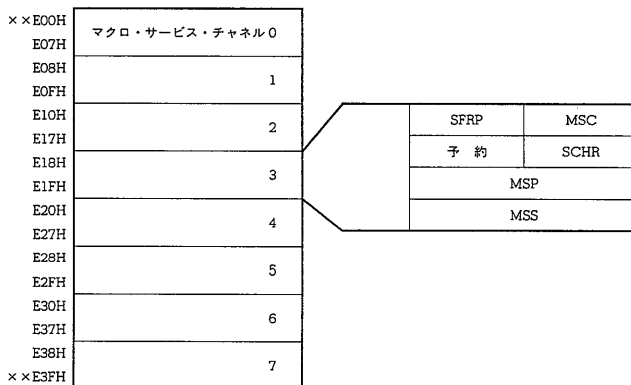 ××E00H
マクロ・サービス・チャネル0
E07H
E08H
1
E0FH
E10H
2
E17H
E18H
3
E1FH
E20H
4
E27H
E28H
5
E2FH
E30H
6
E37H
E38H
7
××E3FH
SFRP MSC
予約 SCHR
MSP
MSS